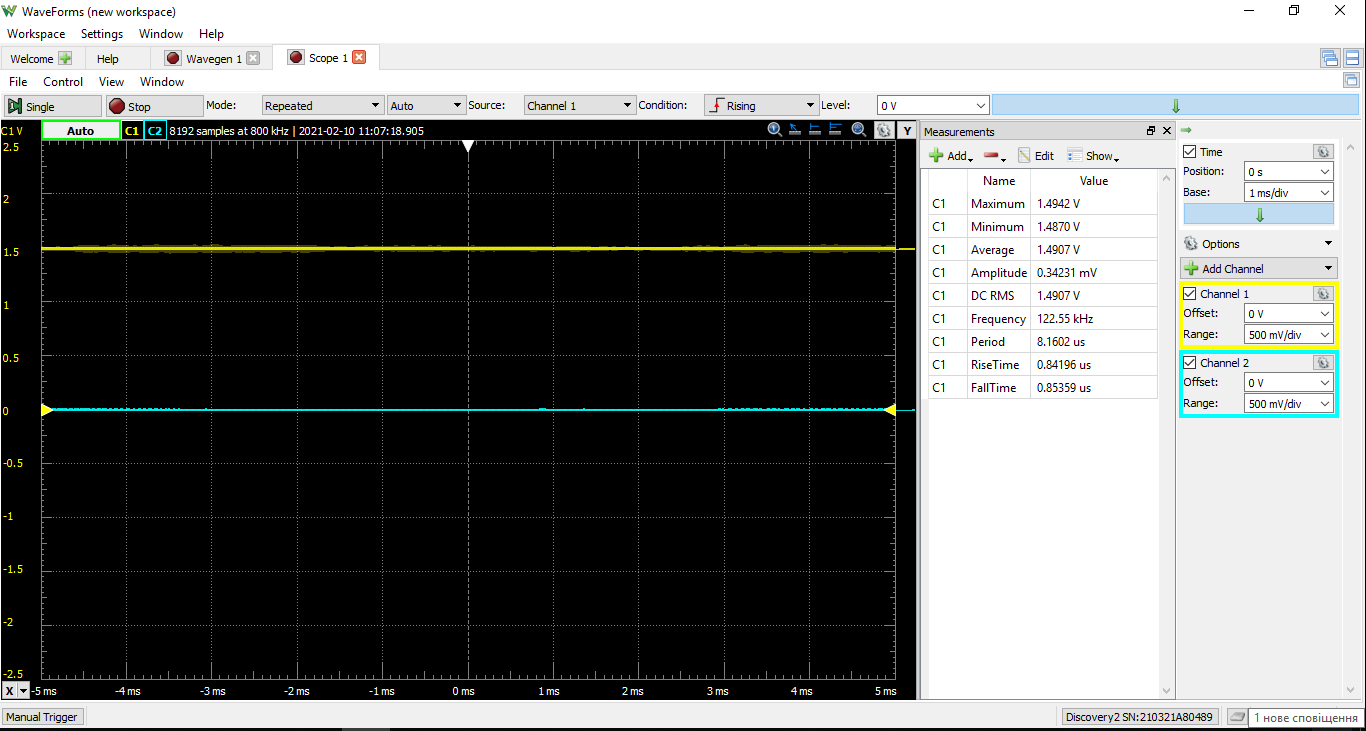 WaveForms (new workspace)
Workspace Settings Window Help
Welcome Help Wavegen 1 Scope 1
File Control View Window
Single Stop Mode: Repeated Auto Source: Channel 1 Condition: Rising Level: 0 V
C1 V Auto C1 C2 8192 samples at 800 kHz | 2021-02-10 11:07:18.905 Y
2.5
2
1.5
1
0.5
0
-0.5
-1
-1.5
-2
-2.5
X -5 ms -4 ms -3 ms -2 ms -1 ms 0 ms 1 ms 2 ms 3 ms 4 ms 5 ms
Measurements
Add Edit Show
Name Value
C1 Maximum 1.4942 V
C1 Minimum 1.4870 V
C1 Average 1.4907 V
C1 Amplitude 0.34231 mV
C1 DC RMS 1.4907 V
C1 Frequency 122.55 kHz
C1 Period 8.1602 us
C1 RiseTime 0.84196 us
C1 FallTime 0.85359 us
Time
Position: 0 s
Base: 1 ms/div
Options
Add Channel
Channel 1
Offset: 0 V
Range: 500 mV/div
Channel 2
Offset: 0 V
Range: 500 mV/div
Manual Trigger Discovery2 SN:210321A80489 1 нове сповіщення